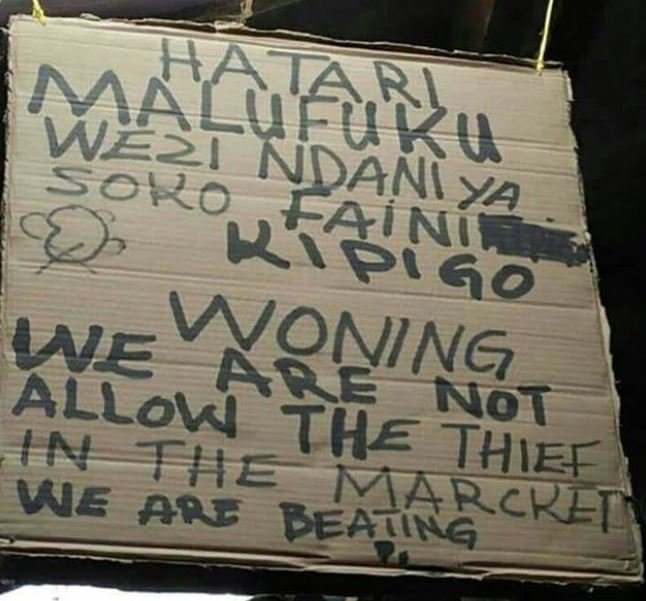 HATARI
MALUFUKU
WEZI NDANI YA
SOKO FAINI
KIPIGO
WONING
WE ARE NOT
ALLOW THE THIEF
IN THE MARCKET
WE ARE BEATING